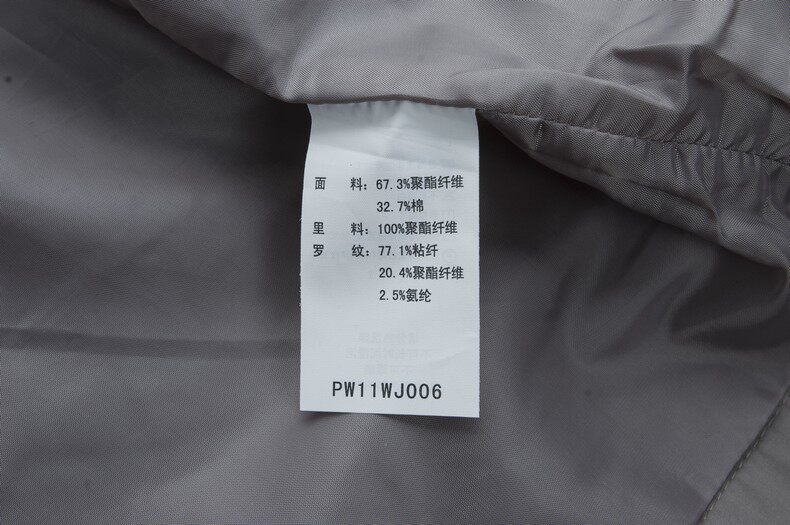 面 料：67.3%聚酯纤维
32.7%棉
里 料：100%聚酯纤维
罗 纹：77.1%粘纤
20.4%聚酯纤维
2.5%氨纶
PW11WJ006